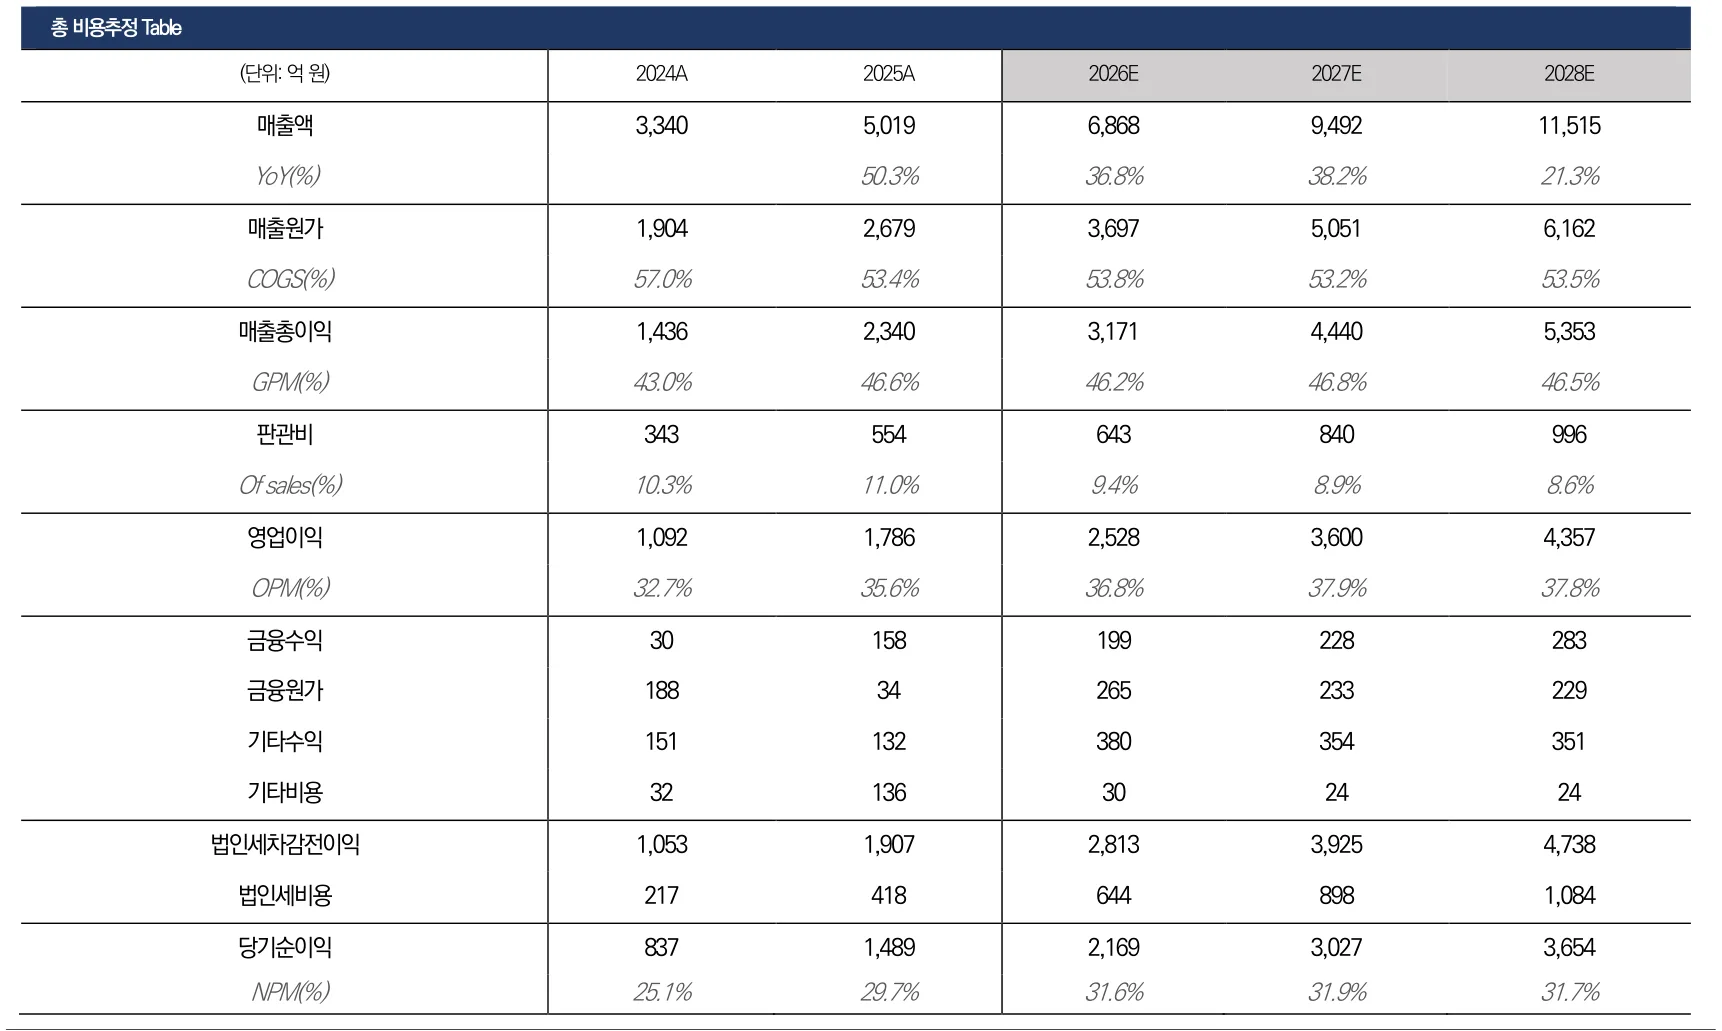 총 비용추정 Table
(단위: 억 원) 2024A 2025A 2026E 2027E 2028E
매출액 3,340 5,019 6,868 9,492 11,515
YoY(%) 50.3% 36.8% 38.2% 21.3%
매출원가 1,904 2,679 3,697 5,051 6,162
COGS(%) 57.0% 53.4% 53.8% 53.2% 53.5%
매출총이익 1,436 2,340 3,171 4,440 5,353
GPM(%) 43.0% 46.6% 46.2% 46.8% 46.5%
판관비 343 554 643 840 996
Of sales(%) 10.3% 11.0% 9.4% 8.9% 8.6%
영업이익 1,092 1,786 2,528 3,600 4,357
OPM(%) 32.7% 35.6% 36.8% 37.9% 37.8%
금융수익 30 158 199 228 283
금융원가 188 34 265 233 229
기타수익 151 132 380 354 351
기타비용 32 136 30 24 24
법인세차감전이익 1,053 1,907 2,813 3,925 4,738
법인세비용 217 418 644 898 1,084
당기순이익 837 1,489 2,169 3,027 3,654
NPM(%) 25.1% 29.7% 31.6% 31.9% 31.7%